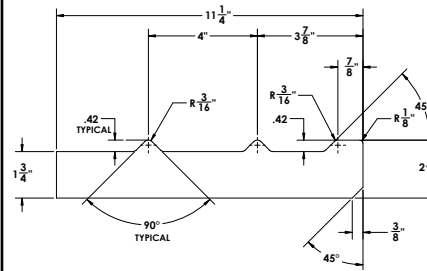 11 1/4"
4"
3 7/8"
7/8"
R 3/16"
R 3/16"
45°
.42
TYPICAL
.42
R 1/8"
1 3/4"
90°
TYPICAL
3/8"
45°